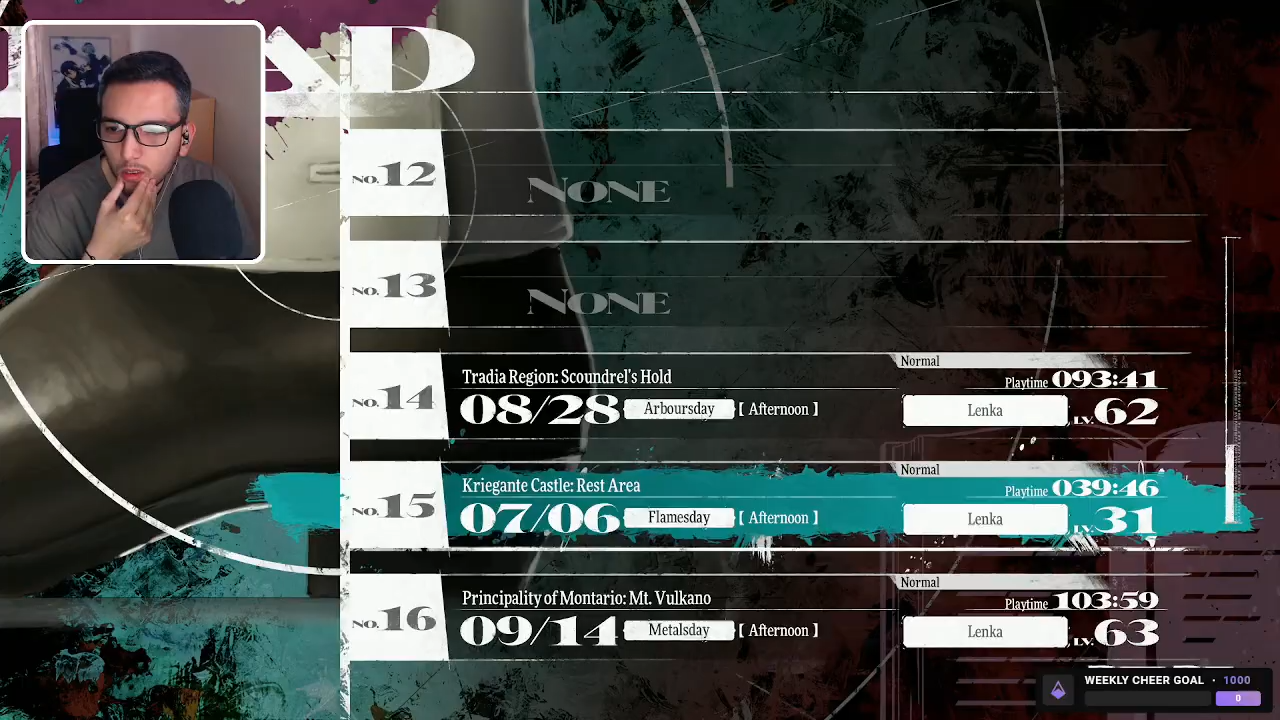 No.12
NONE
No.13
NONE
No.14
Tradia Region: Scoundrel's Hold
08/28 Arboursday [ Afternoon ]
Normal
Playtime 093:41
Lenka
LV.62
No.15
Kriegante Castle: Rest Area
07/06 Flamesday [ Afternoon ]
Normal
Playtime 039:46
Lenka
LV.31
No.16
Principality of Montario: Mt. Vulkano
09/14 Metalsday [ Afternoon ]
Normal
Playtime 103:59
Lenka
LV.63
WEEKLY CHEER GOAL · 1000
0